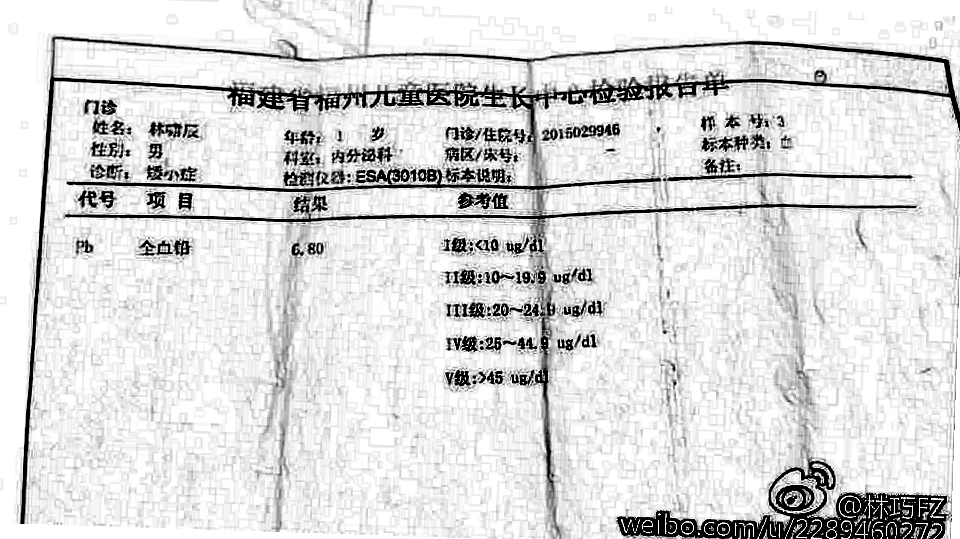 福建省福州儿童医院生长中心检验报告单
门诊
姓名： 林啸辰 年龄： 1 岁 门诊/住院号： 2015029946 样 本 号： 3
性别： 男 科室： 内分泌科 病区/床号： 标本种类： 血
诊断： 矮小症 检测仪器: ESA(3010B) 标本说明： 备注：
代号 项 目 结果 参考值
Pb 全血铅 6.80 I级:<10 ug/dl
II级:10～19.9 ug/dl
III级:20～24.9 ug/dl
IV级:25～44.9 ug/dl
V级:>45 ug/dl
@林巧FZ
weibo.com/u/2289460272